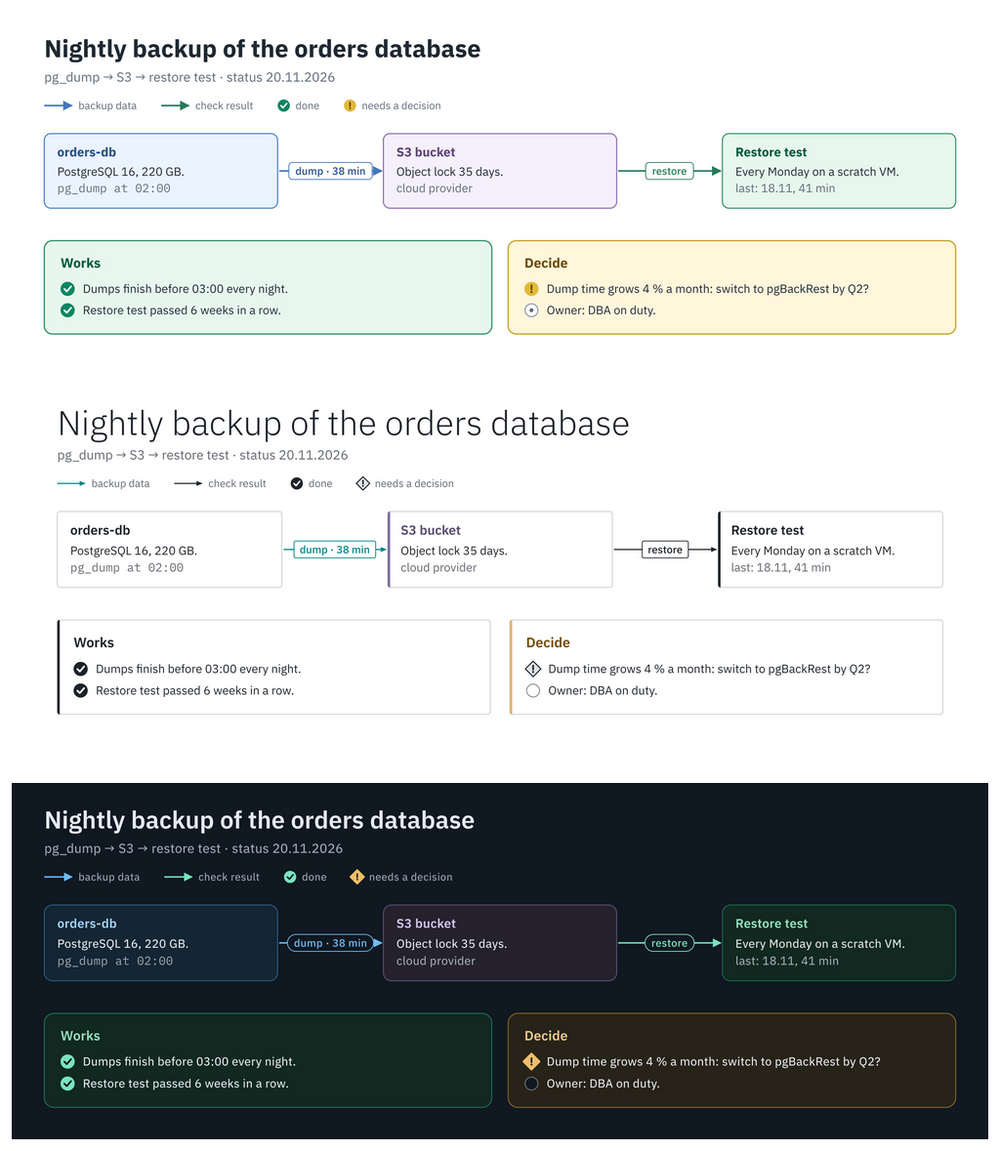 Nightly backup of the orders database
pg_dump → S3 → restore test · status 20.11.2026
backup data check result done needs a decision
orders-db
PostgreSQL 16, 220 GB.
pg_dump at 02:00
dump · 38 min
S3 bucket
Object lock 35 days.
cloud provider
restore
Restore test
Every Monday on a scratch VM.
last: 18.11, 41 min
Works
Dumps finish before 03:00 every night.
Restore test passed 6 weeks in a row.
Decide
Dump time grows 4 % a month: switch to pgBackRest by Q2?
Owner: DBA on duty.
Nightly backup of the orders database
pg_dump → S3 → restore test · status 20.11.2026
backup data check result done needs a decision
orders-db
PostgreSQL 16, 220 GB.
pg_dump at 02:00
dump · 38 min
S3 bucket
Object lock 35 days.
cloud provider
restore
Restore test
Every Monday on a scratch VM.
last: 18.11, 41 min
Works
Dumps finish before 03:00 every night.
Restore test passed 6 weeks in a row.
Decide
Dump time grows 4 % a month: switch to pgBackRest by Q2?
Owner: DBA on duty.
Nightly backup of the orders database
pg_dump → S3 → restore test · status 20.11.2026
backup data check result done needs a decision
orders-db
PostgreSQL 16, 220 GB.
pg_dump at 02:00
dump · 38 min
S3 bucket
Object lock 35 days.
cloud provider
restore
Restore test
Every Monday on a scratch VM.
last: 18.11, 41 min
Works
Dumps finish before 03:00 every night.
Restore test passed 6 weeks in a row.
Decide
Dump time grows 4 % a month: switch to pgBackRest by Q2?
Owner: DBA on duty.